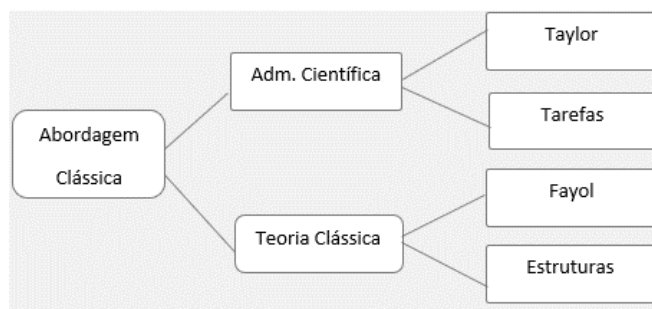 Abordagem
Clássica
Adm. Científica
Taylor
Tarefas
Teoria Clássica
Fayol
Estruturas